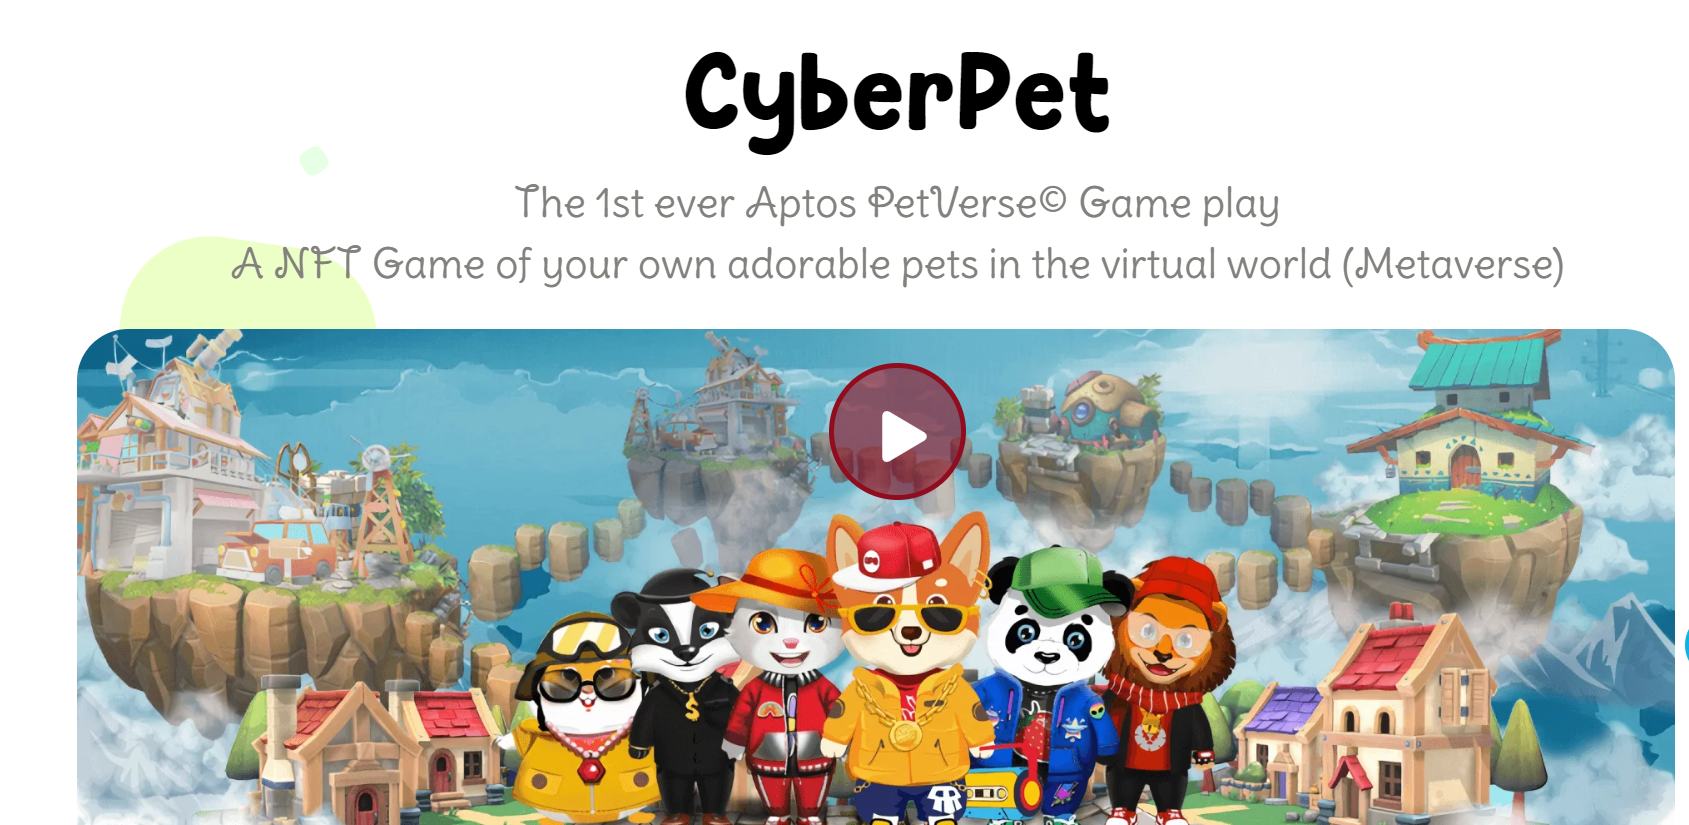 CyberPet
The 1st ever Aptos PetVerse© Game play
A NFT Game of your own adorable pets in the virtual world (Metaverse)